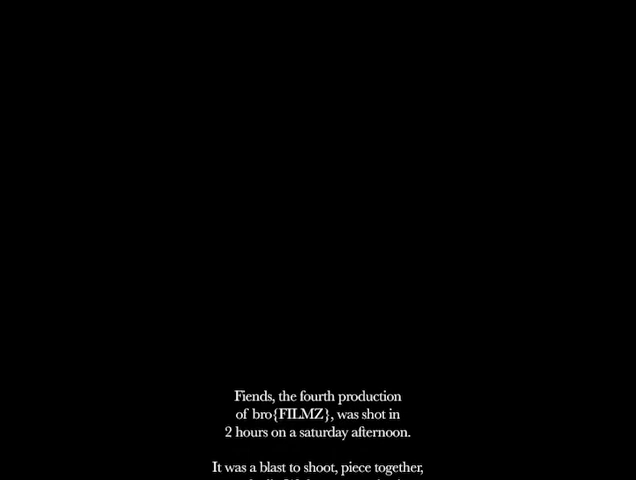 Fiends, the fourth production
of bro{FILMZ}, was shot in
2 hours on a saturday afternoon.
It was a blast to shoot, piece together,